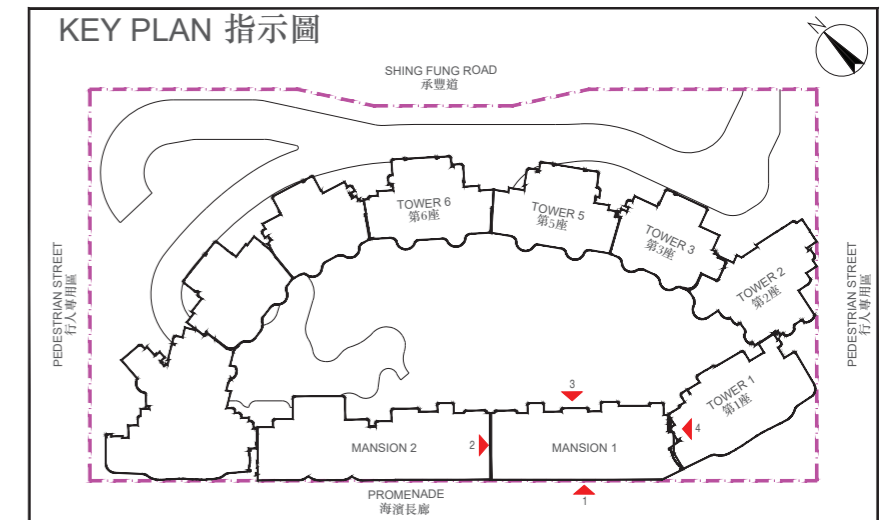 KEY PLAN 指示圖
N
SHING FUNG ROAD
承豐道
TOWER 6
第6座
TOWER 5
第5座
TOWER 3
第3座
TOWER 2
第2座
TOWER 1
第1座
PEDESTRIAN STREET
行人專用區
PEDESTRIAN STREET
行人專用區
3
2
4
MANSION 2
MANSION 1
1
PROMENADE
海濱長廊